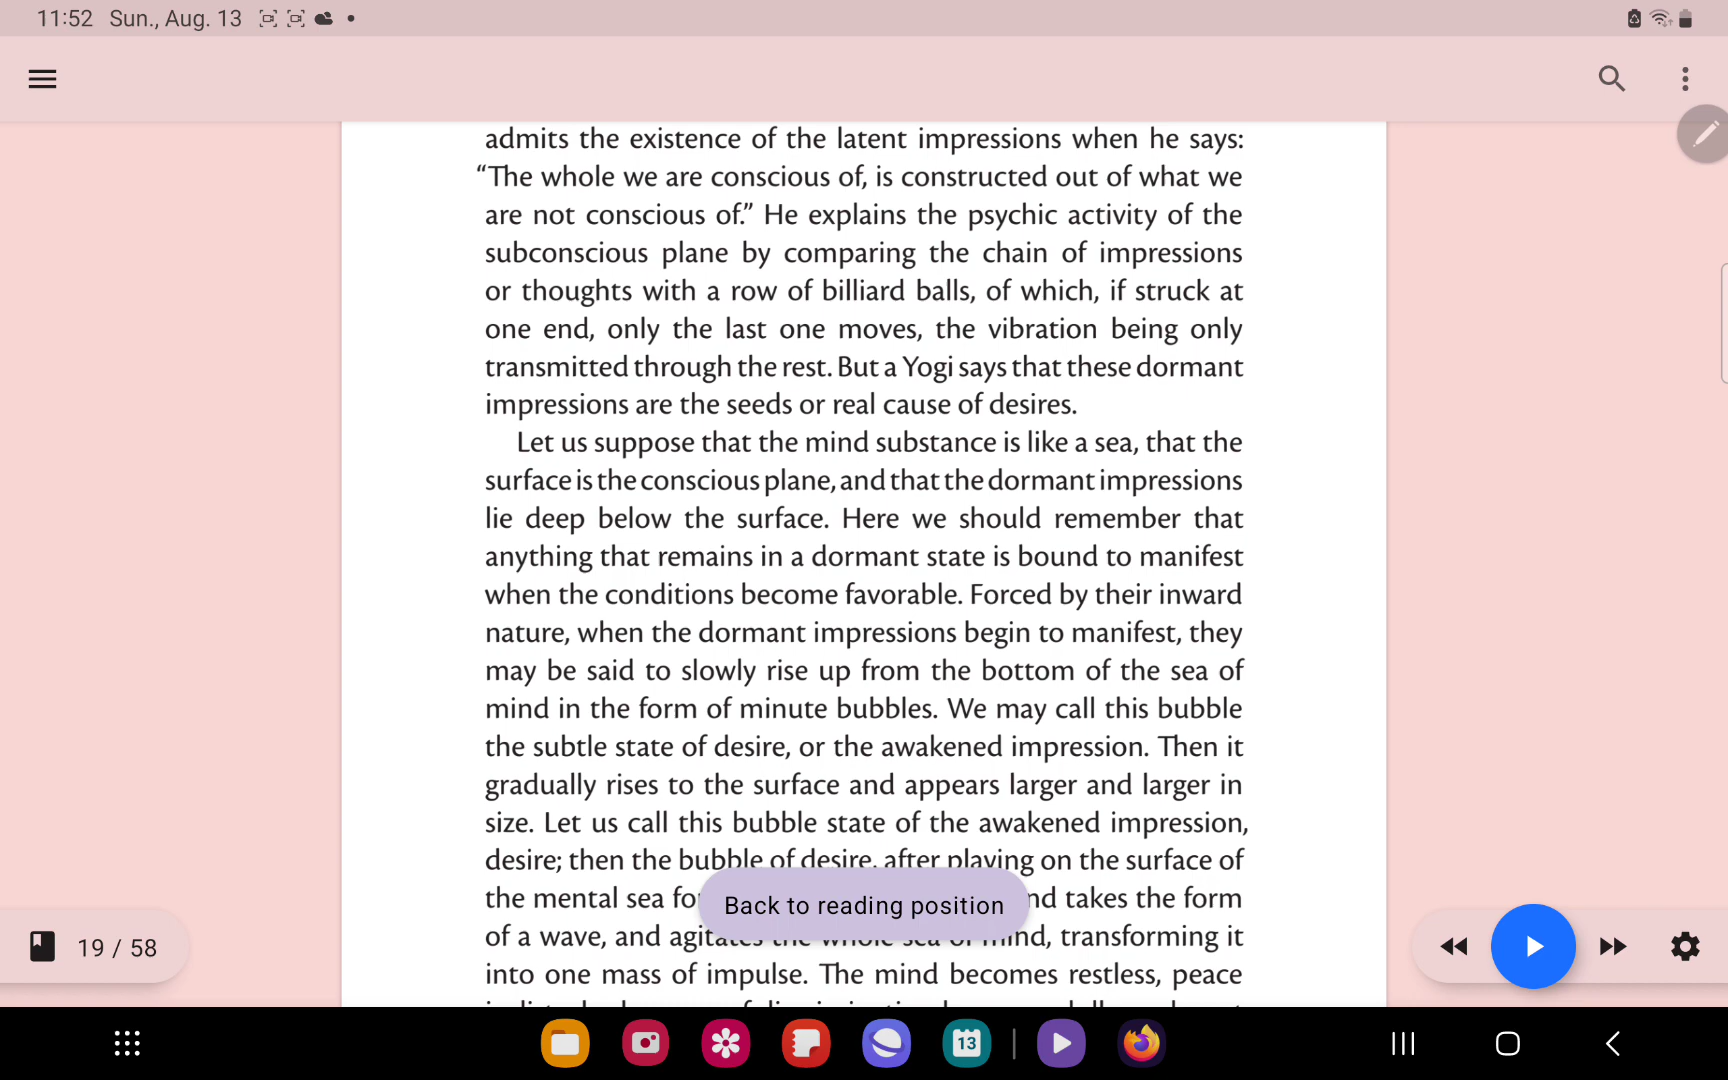 11:52 Sun., Aug. 13
admits the existence of the latent impressions when he says:
“The whole we are conscious of, is constructed out of what we
are not conscious of.” He explains the psychic activity of the
subconscious plane by comparing the chain of impressions
or thoughts with a row of billiard balls, of which, if struck at
one end, only the last one moves, the vibration being only
transmitted through the rest. But a Yogi says that these dormant
impressions are the seeds or real cause of desires.
Let us suppose that the mind substance is like a sea, that the
surface is the conscious plane, and that the dormant impressions
lie deep below the surface. Here we should remember that
anything that remains in a dormant state is bound to manifest
when the conditions become favorable. Forced by their inward
nature, when the dormant impressions begin to manifest, they
may be said to slowly rise up from the bottom of the sea of
mind in the form of minute bubbles. We may call this bubble
the subtle state of desire, or the awakened impression. Then it
gradually rises to the surface and appears larger and larger in
size. Let us call this bubble state of the awakened impression,
desire; then the bubble of desire, after playing on the surface of
the mental sea takes the form
Back to reading position
of a wave, and agitates the whole sea of mind, transforming it
19 / 58
into one mass of impulse. The mind becomes restless, peace
13